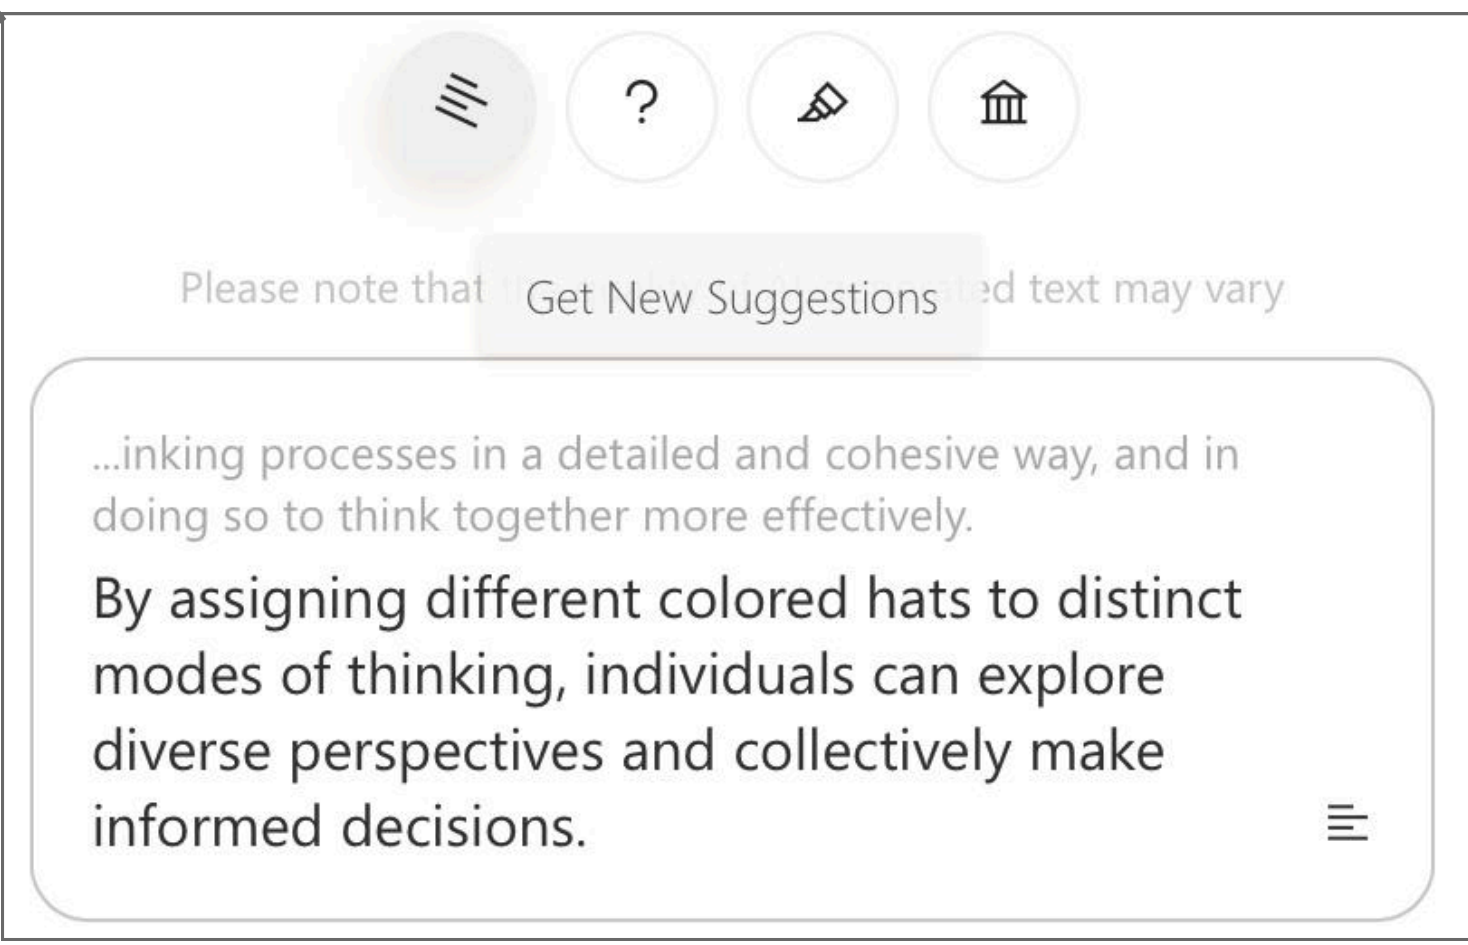 ?
Please note that ed text may vary
Get New Suggestions
...inking processes in a detailed and cohesive way, and in
doing so to think together more effectively.
By assigning different colored hats to distinct
modes of thinking, individuals can explore
diverse perspectives and collectively make
informed decisions.